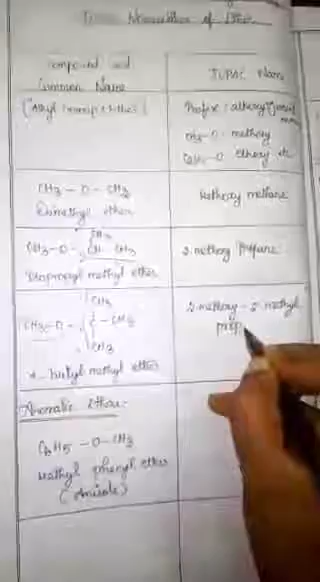 IUPAC Nomenclature of Ether
Compound and
Common Name
IUPAC Name
(Alkyl Ether)
Prefix: alkoxy
CH3-O- methoxy
C2H5-O ethoxy etc
CH3 - O - CH3
Dimethyl ether
Methoxy methane
CH3
CH3-O-CH CH3
Isopropyl methyl ether
2-methoxy Propane
CH3
CH3-O - C - CH3
CH3
butyl methyl ether
2-methoxy-2-methyl
prop
Aromatic Ether:
C6H5 -O-CH3
Methyl phenyl ether
(Anisole)